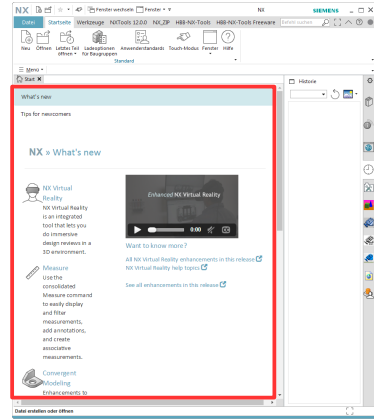 NX Fenster wechseln Fenster NX SIEMENS
Datei Startseite Werkzeuge NXTools 12.0.0 NX_ZIP HBB-NX-Tools HBB-NX-Tools Freeware Befehl suchen
Neu Öffnen Letztes Teil öffnen Ladeoptionen für Baugruppen Anwenderstandards Touch-Modus Fenster Hilfe
Standard
Menü
Start
Historie
What's new
Tips for newcomers
NX » What's new
NX Virtual
Reality
NX Virtual Reality
is an integrated
tool that lets you
do immersive
design reviews in a
3D environment.
Enhanced NX Virtual Reality
0:00
Want to know more?
All NX Virtual Reality enhancements in this release
NX Virtual Reality help topics
See all enhancements in this release
Measure
Use the
consolidated
Measure command
to easily display
and filter
measurements,
add annotations,
and create
associative
measurements.
Convergent
Modeling
Enhancements to
Datei erstellen oder öffnen